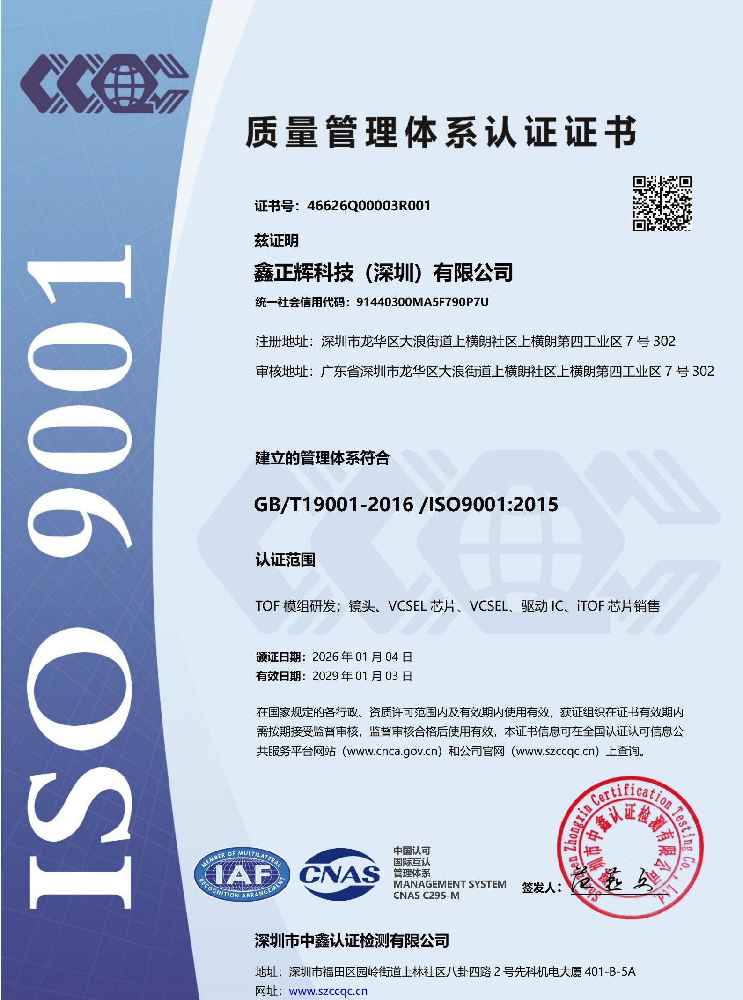 ISO 9001
CCQC
质量管理体系认证证书
证书号：46626Q00003R001
兹证明
鑫正辉科技（深圳）有限公司
统一社会信用代码：91440300MA5F790P7U
注册地址：深圳市龙华区大浪街道上横朗社区上横朗第四工业区 7 号 302
审核地址：广东省深圳市龙华区大浪街道上横朗社区上横朗第四工业区 7 号 302
建立的管理体系符合
GB/T19001-2016 /ISO9001:2015
认证范围
TOF 模组研发；镜头、VCSEL 芯片、VCSEL、驱动 IC、iTOF 芯片销售
颁证日期：2026 年 01 月 04 日
有效日期：2029 年 01 月 03 日
在国家规定的各行政、资质许可范围内及有效期内使用有效，获证组织在证书有效期内
需按期接受监督审核，监督审核合格后使用有效，本证书信息可在全国认证认可信息公
共服务平台网站（www.cnca.gov.cn）和公司官网（www.szccqc.cn）上查询。
MEMBER OF MULTILATERAL
IAF
RECOGNITION ARRANGEMENT
CNAS
中国认可
国际互认
管理体系
MANAGEMENT SYSTEM
CNAS C295-M
签发人：
Shenzhen Zhongxin Certification Testing Co., Ltd.
深圳市中鑫认证检测有限公司
深圳市中鑫认证检测有限公司
地址：深圳市福田区园岭街道上林社区八卦四路 2 号先科机电大厦 401-B-5A
网址：www.szccqc.cn